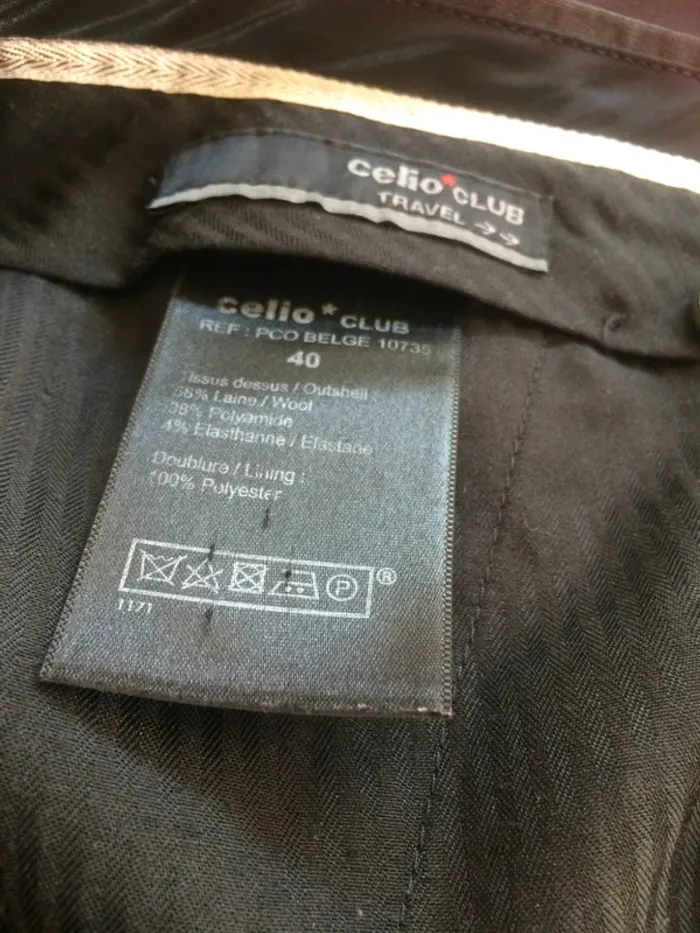 celio* CLUB
TRAVEL →→
celio* CLUB
REF : PCO BELGE 10735
40
Tissus dessus / Outshell :
58% Laine / Wool
38% Polyamide
4% Elasthanne / Elastane
Doublure / Lining :
100% Polyester
P ®
1171